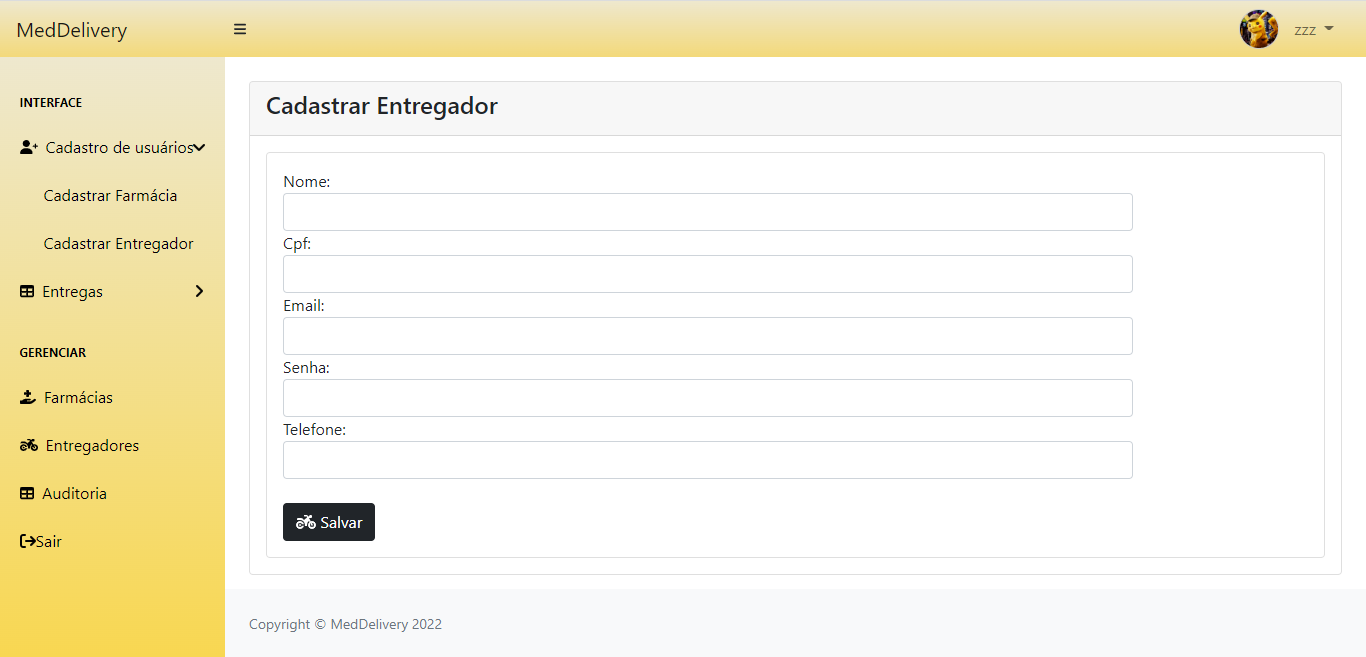 MedDelivery
zzz
INTERFACE
Cadastro de usuários
Cadastrar Farmácia
Cadastrar Entregador
Entregas
GERENCIAR
Farmácias
Entregadores
Auditoria
Sair
Cadastrar Entregador
Nome:
Cpf:
Email:
Senha:
Telefone:
Salvar
Copyright © MedDelivery 2022